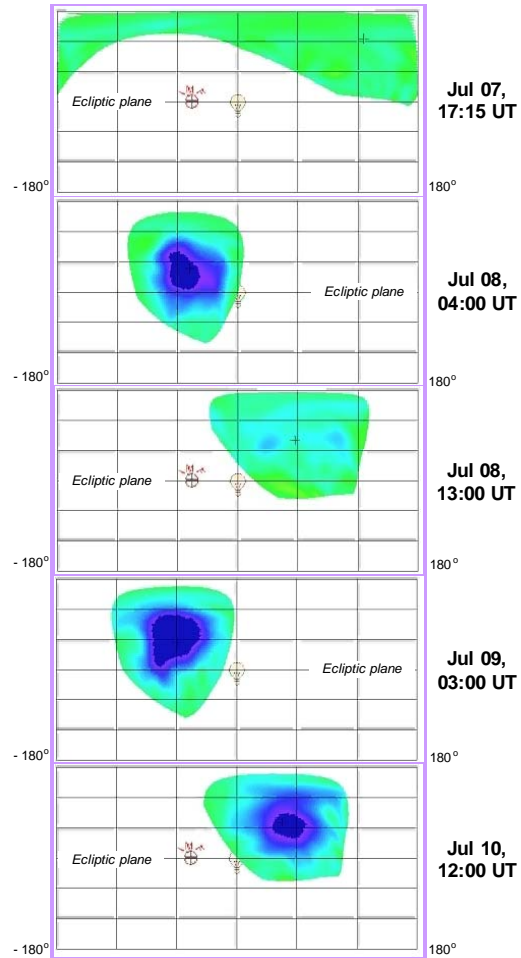 Ecliptic plane
Jul 07,
17:15 UT
- 180°
180°
Ecliptic plane
Jul 08,
04:00 UT
- 180°
180°
Ecliptic plane
Jul 08,
13:00 UT
- 180°
180°
Ecliptic plane
Jul 09,
03:00 UT
- 180°
180°
Ecliptic plane
Jul 10,
12:00 UT
- 180°
180°